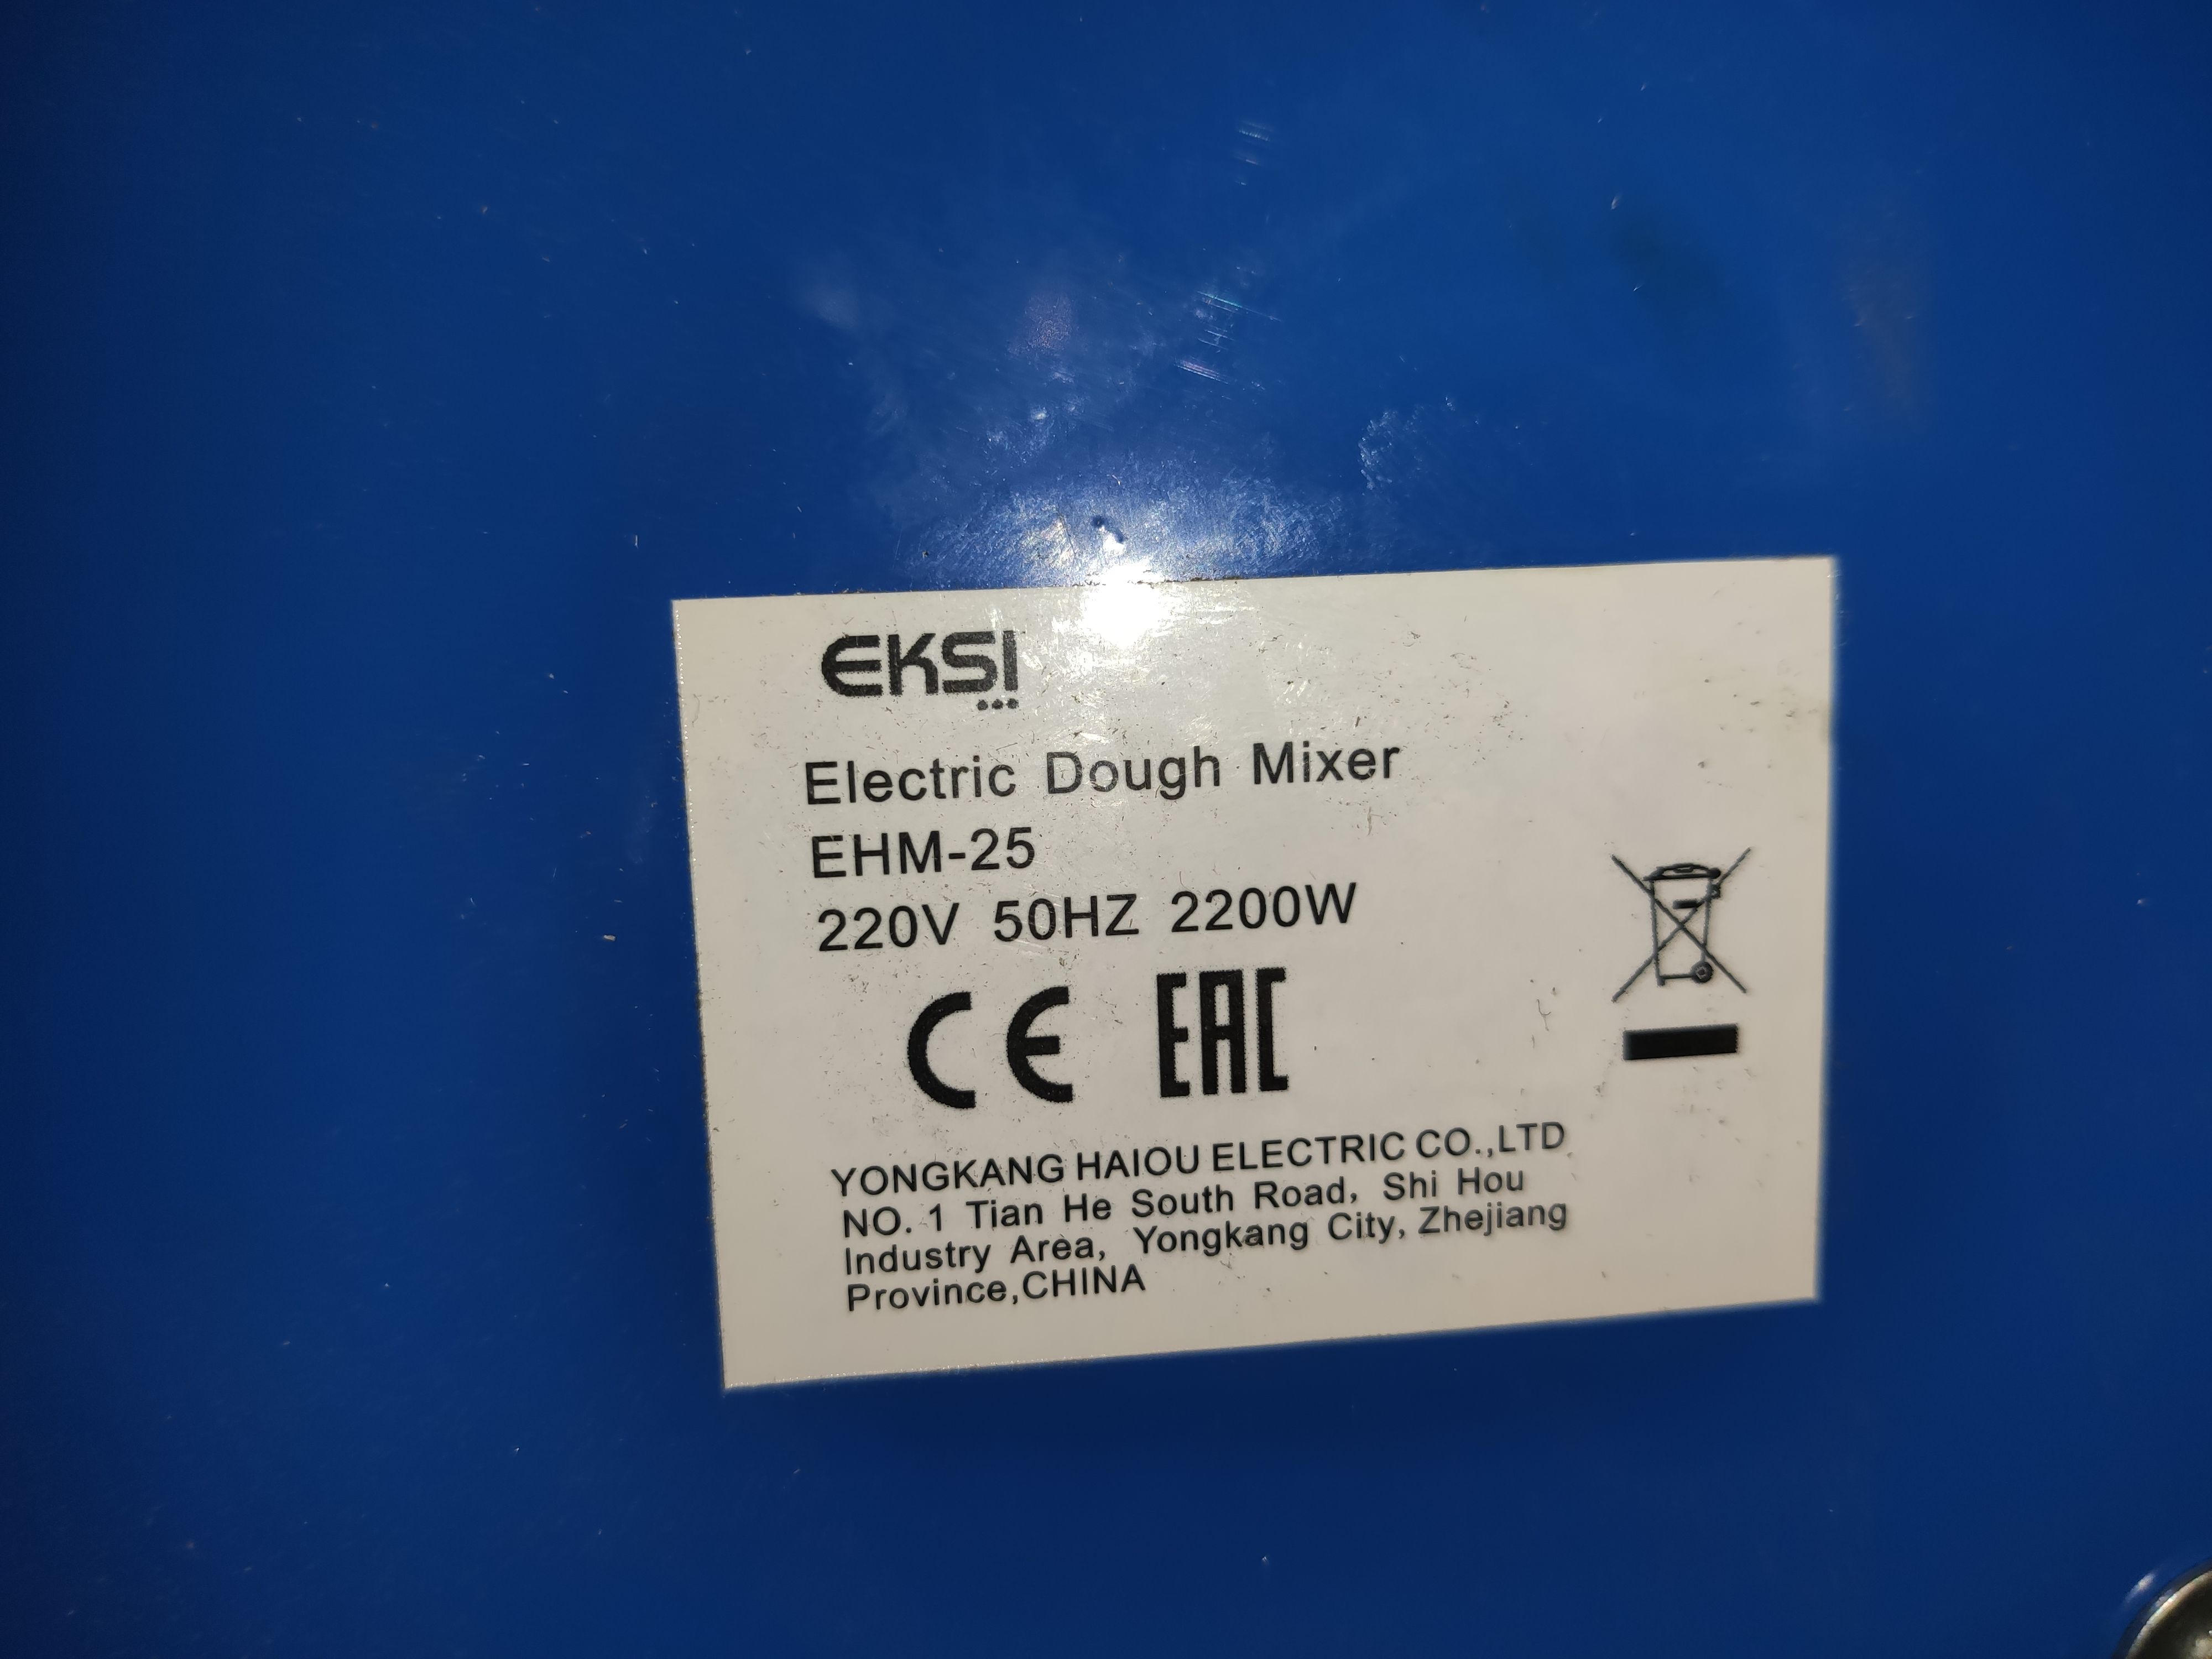 EKSI
Electric Dough Mixer
EHM-25
220V 50HZ 2200W
CE EAC
YONGKANG HAIOU ELECTRIC CO.,LTD
NO. 1 Tian He South Road, Shi Hou
Industry Area, Yongkang City, Zhejiang
Province,CHINA